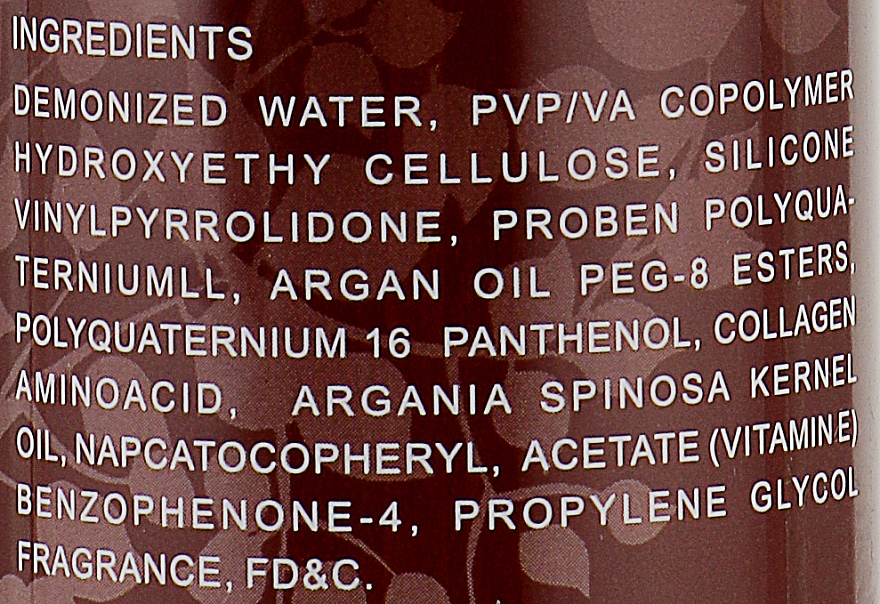 INGREDIENTS
DEMONIZED WATER, PVP/VA COPOLYMER
HYDROXYETHY CELLULOSE, SILICONE
VINYLPYRROLIDONE, PROBEN POLYQUA-
TERNIUMLL, ARGAN OIL PEG-8 ESTERS,
POLYQUATERNIUM 16 PANTHENOL, COLLAGEN
AMINOACID, ARGANIA SPINOSA KERNEL
OIL, NAPCATOCOPHERYL, ACETATE (VITAMIN E)
BENZOPHENONE-4, PROPYLENE GLYCOL
FRAGRANCE, FD&C.